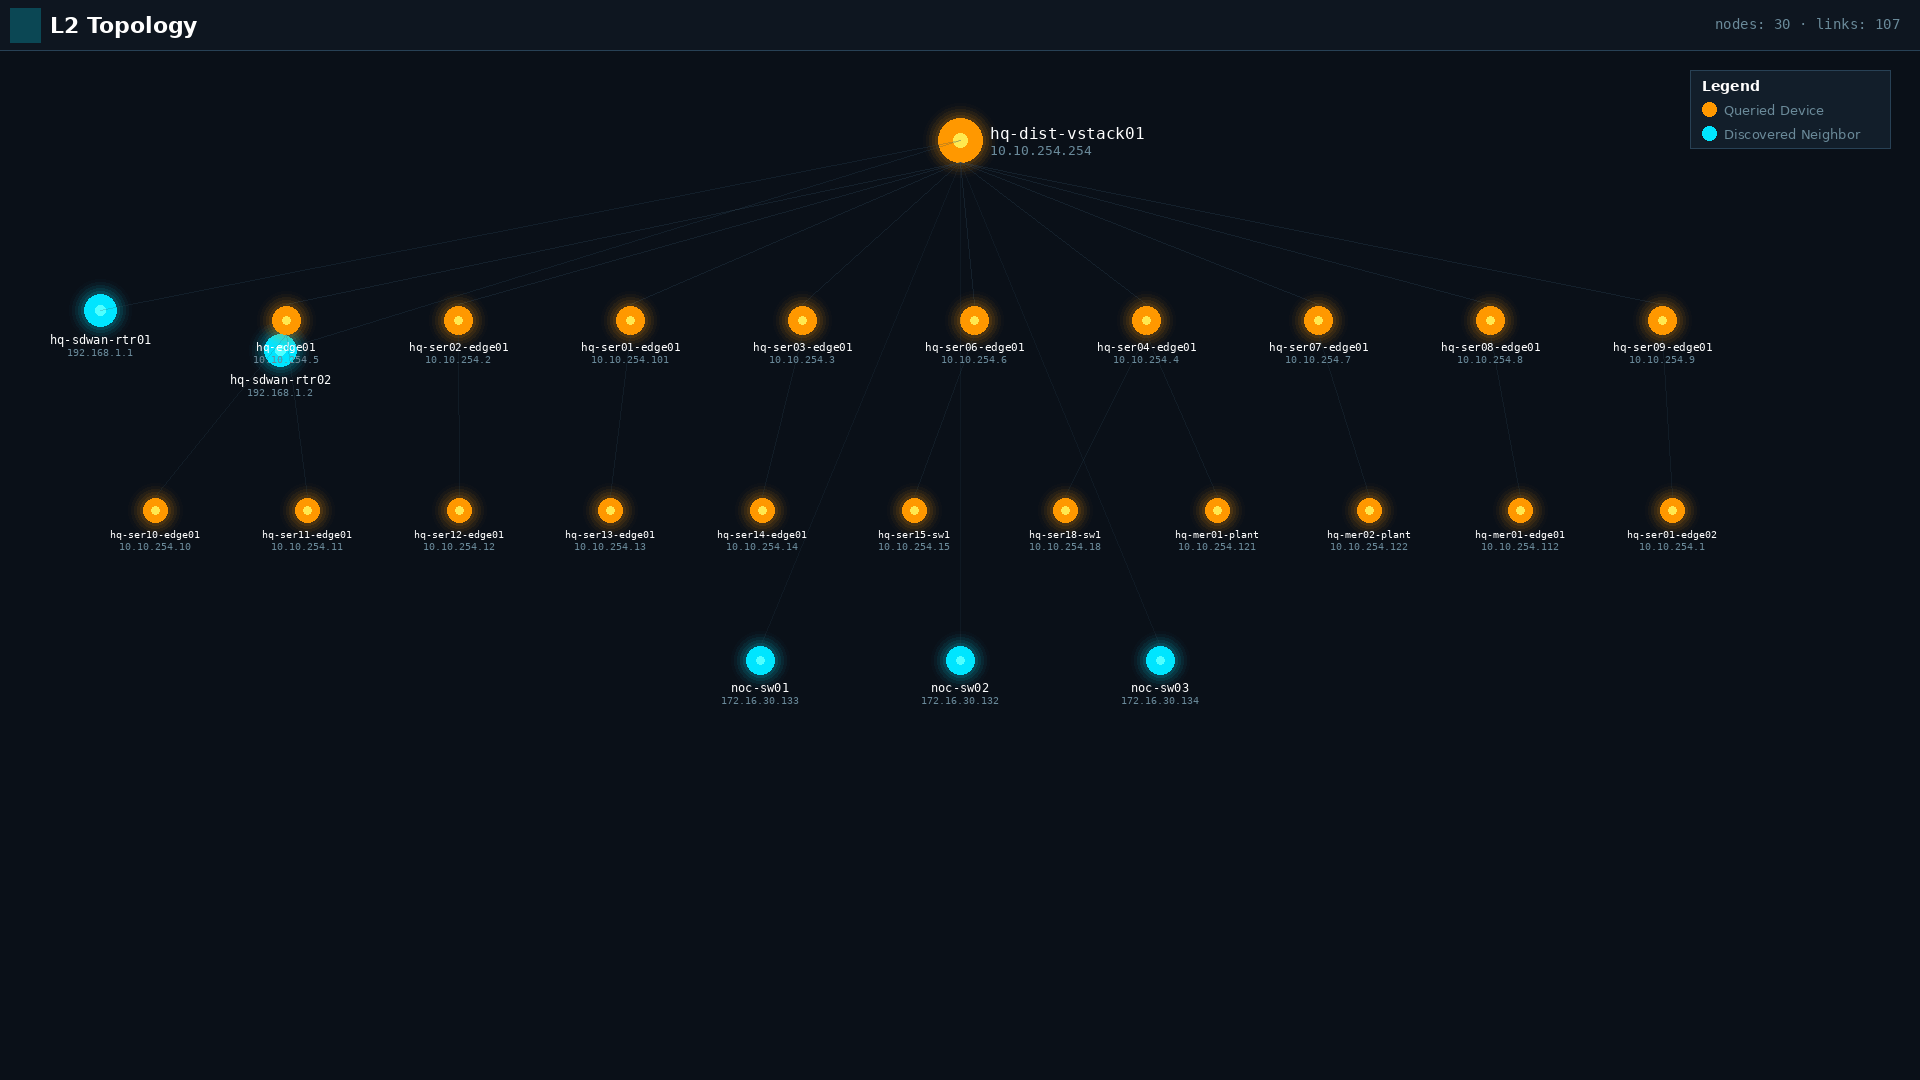 L2 Topology
nodes: 30 · links: 107
Legend
Queried Device
Discovered Neighbor
hq-dist-vstack01
10.10.254.254
hq-sdwan-rtr01
192.168.1.1
hq-edge01
10.10.254.5
hq-sdwan-rtr02
192.168.1.2
hq-ser02-edge01
10.10.254.2
hq-ser01-edge01
10.10.254.101
hq-ser03-edge01
10.10.254.3
hq-ser06-edge01
10.10.254.6
hq-ser04-edge01
10.10.254.4
hq-ser07-edge01
10.10.254.7
hq-ser08-edge01
10.10.254.8
hq-ser09-edge01
10.10.254.9
hq-ser10-edge01
10.10.254.10
hq-ser11-edge01
10.10.254.11
hq-ser12-edge01
10.10.254.12
hq-ser13-edge01
10.10.254.13
hq-ser14-edge01
10.10.254.14
hq-ser15-sw1
10.10.254.15
hq-ser18-sw1
10.10.254.18
hq-mer01-plant
10.10.254.121
hq-mer02-plant
10.10.254.122
hq-mer01-edge01
10.10.254.112
hq-ser01-edge02
10.10.254.1
noc-sw01
172.16.30.133
noc-sw02
172.16.30.132
noc-sw03
172.16.30.134